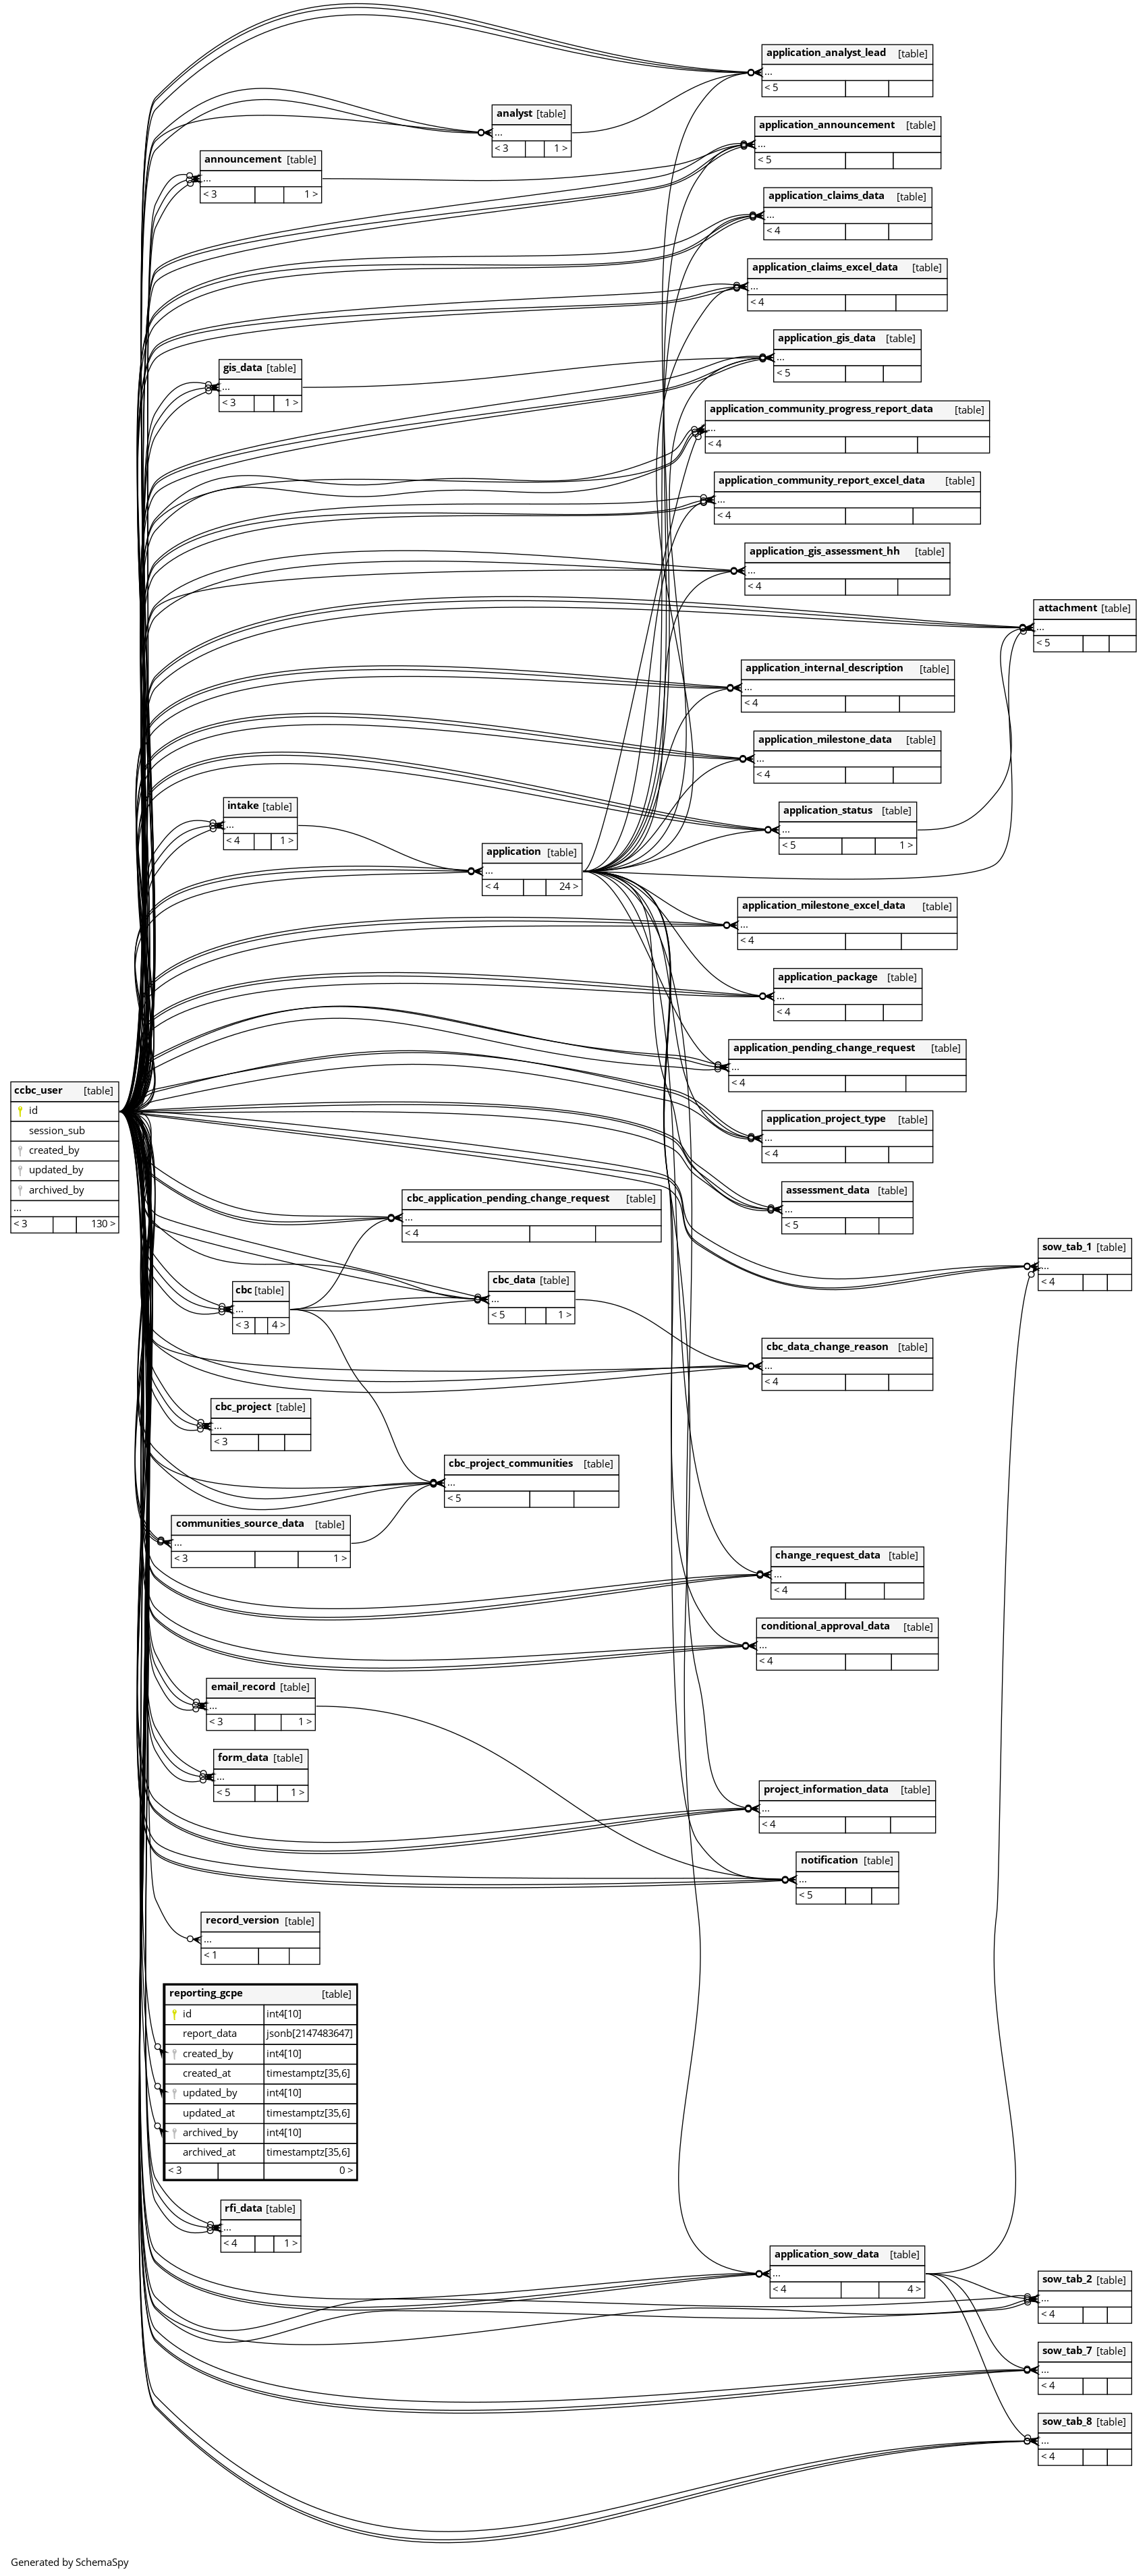 application_analyst_lead [table]
...
< 5
analyst [table]
...
< 3 1 >
application_announcement [table]
...
< 5
announcement [table]
...
< 3 1 >
application_claims_data [table]
...
< 4
application_claims_excel_data [table]
...
< 4
application_gis_data [table]
...
< 5
gis_data [table]
...
< 3 1 >
application_community_progress_report_data [table]
...
< 4
application_community_report_excel_data [table]
...
< 4
application_gis_assessment_hh [table]
...
< 4
attachment [table]
...
< 5
application_internal_description [table]
...
< 4
application_milestone_data [table]
...
< 4
intake [table]
...
< 4 1 >
application_status [table]
...
< 5 1 >
application [table]
...
< 4 24 >
application_milestone_excel_data [table]
...
< 4
application_package [table]
...
< 4
application_pending_change_request [table]
...
< 4
ccbc_user [table]
id
session_sub
created_by
updated_by
archived_by
...
< 3 130 >
application_project_type [table]
...
< 4
assessment_data [table]
...
< 5
cbc_application_pending_change_request [table]
...
< 4
sow_tab_1 [table]
...
< 4
cbc_data [table]
...
< 5 1 >
cbc [table]
...
< 3 4 >
cbc_data_change_reason [table]
...
< 4
cbc_project [table]
...
< 3
cbc_project_communities [table]
...
< 5
communities_source_data [table]
...
< 3 1 >
change_request_data [table]
...
< 4
conditional_approval_data [table]
...
< 4
email_record [table]
...
< 3 1 >
form_data [table]
...
< 5 1 >
project_information_data [table]
...
< 4
notification [table]
...
< 5
record_version [table]
...
< 1
reporting_gcpe [table]
id int4[10]
report_data jsonb[2147483647]
created_by int4[10]
created_at timestamptz[35,6]
updated_by int4[10]
updated_at timestamptz[35,6]
archived_by int4[10]
archived_at timestamptz[35,6]
< 3 0 >
rfi_data [table]
...
< 4 1 >
application_sow_data [table]
...
< 4 4 >
sow_tab_2 [table]
...
< 4
sow_tab_7 [table]
...
< 4
sow_tab_8 [table]
...
< 4
Generated by SchemaSpy